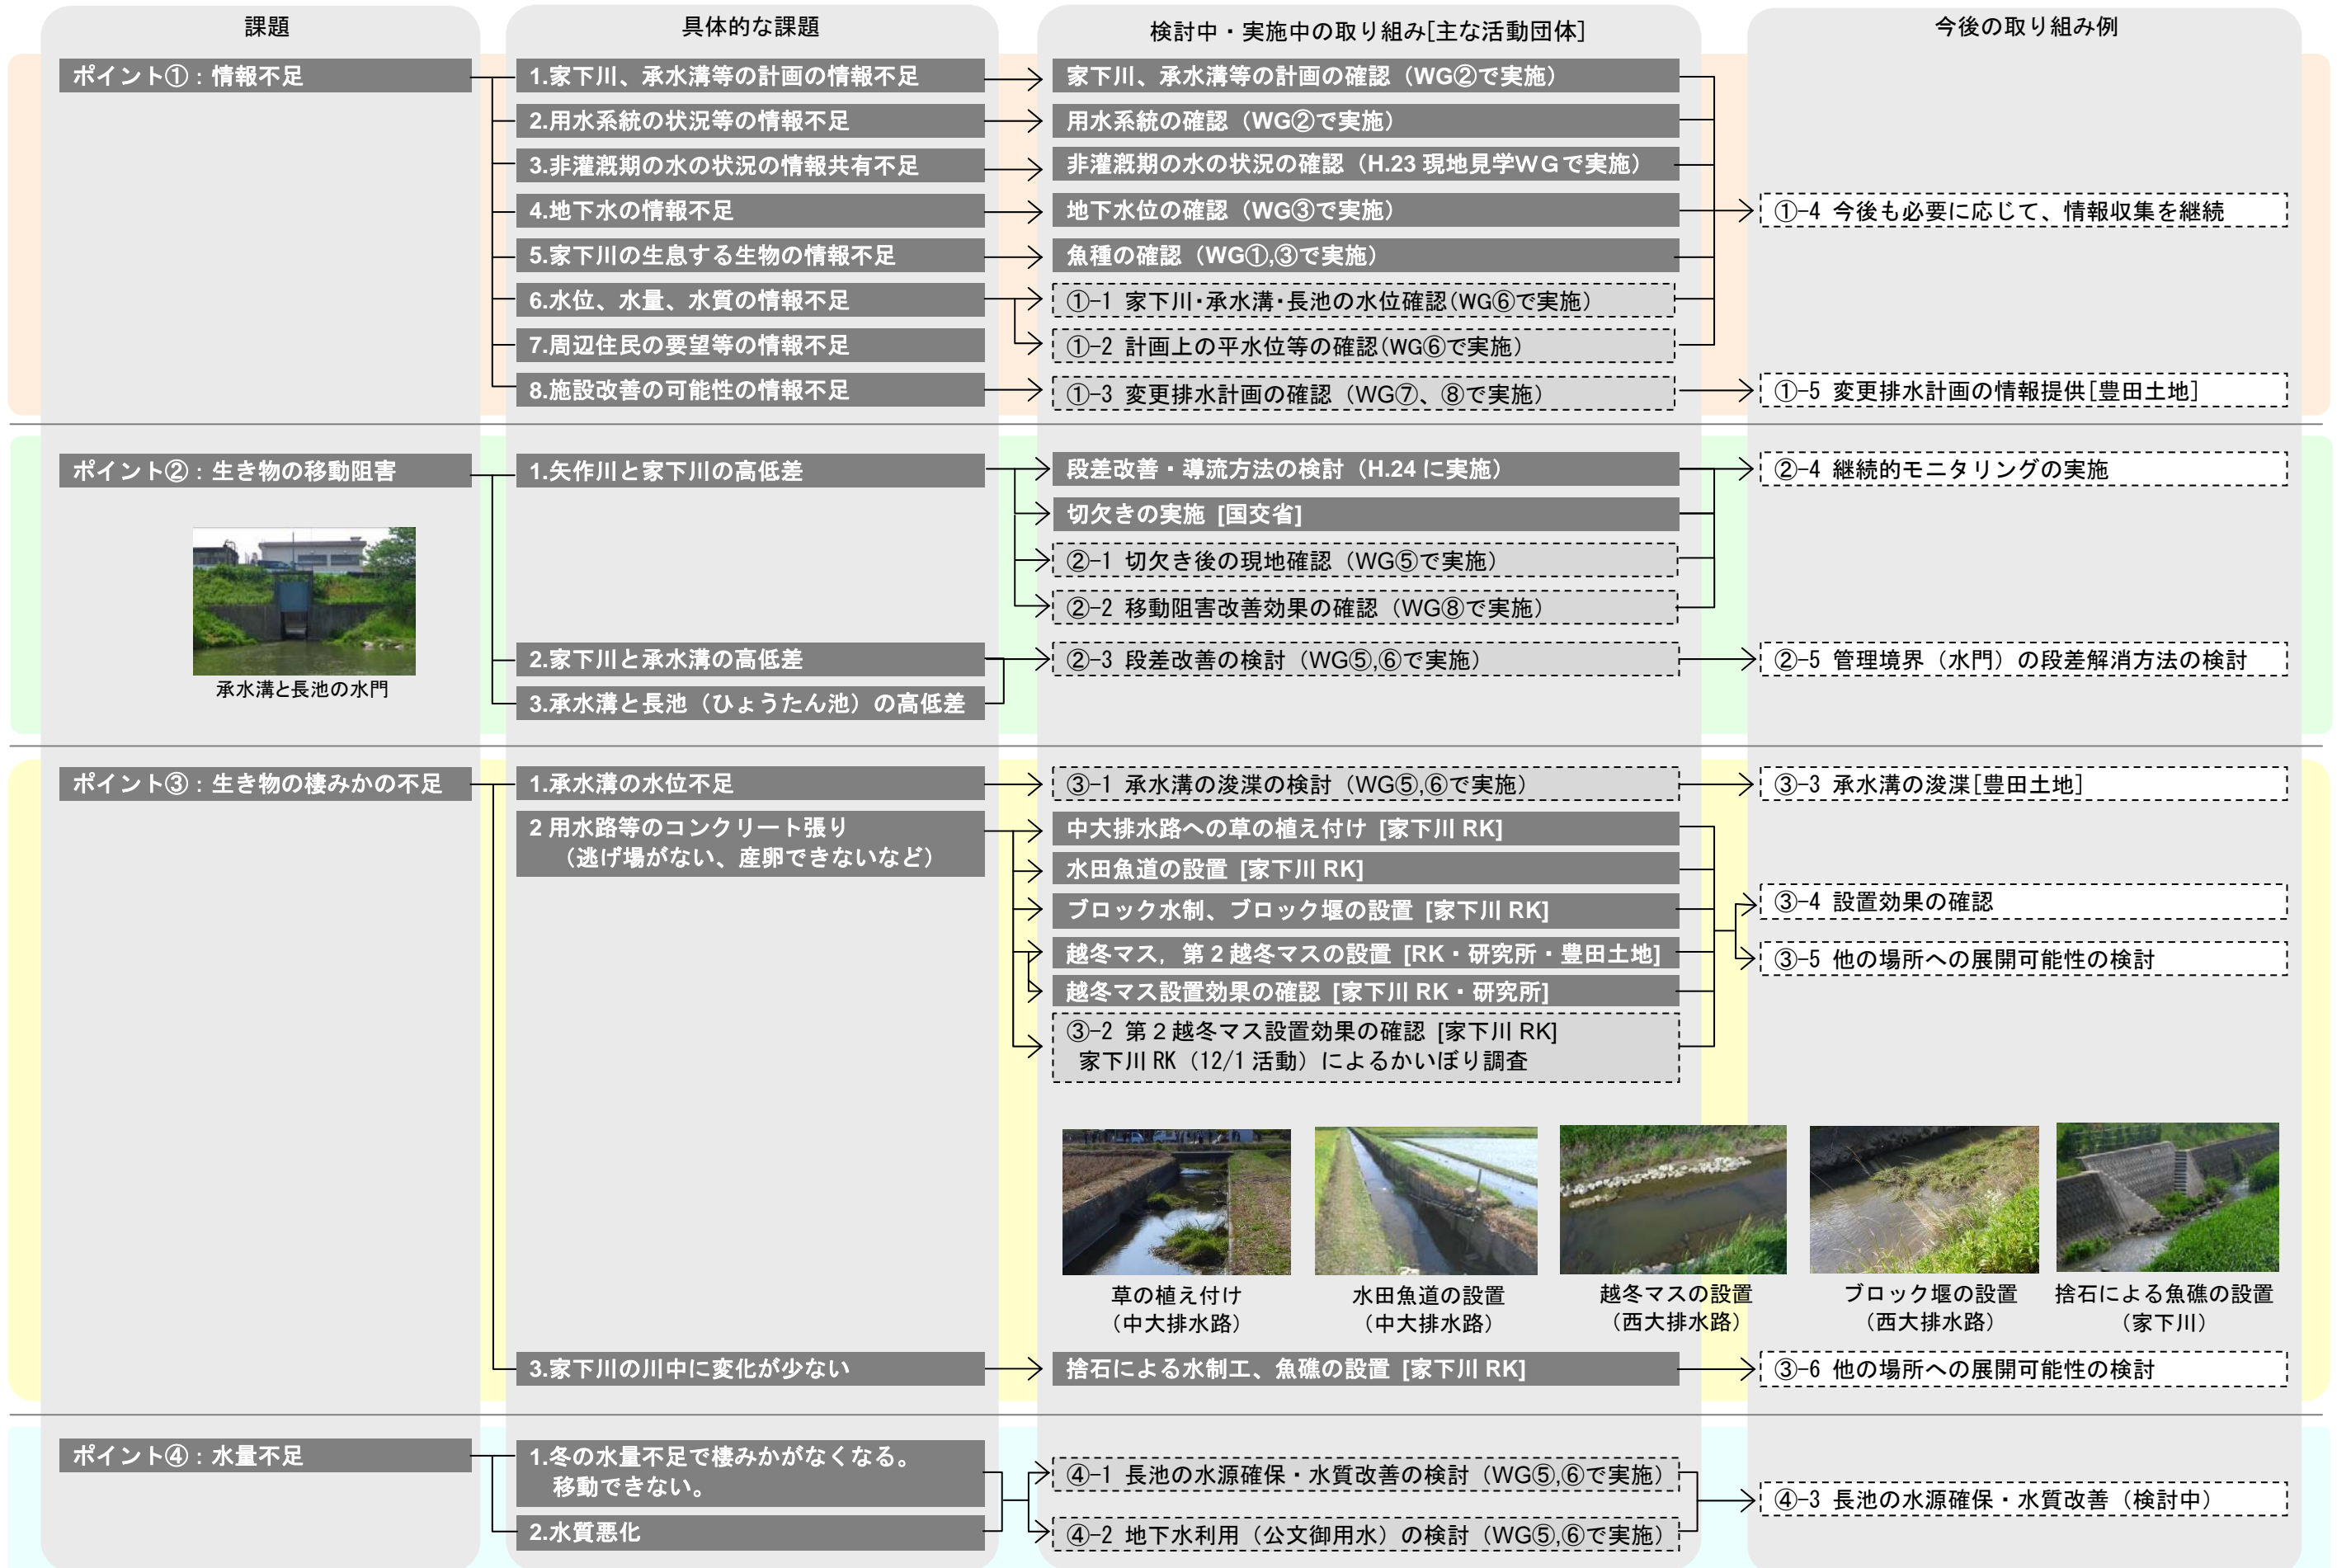 課題
具体的な課題
検討中・実施中の取り組み[主な活動団体]
今後の取り組み例
ポイント①：情報不足
1.家下川、承水溝等の計画の情報不足
2.用水系統の状況等の情報不足
3.非灌漑期の水の状況の情報共有不足
4.地下水の情報不足
5.家下川の生息する生物の情報不足
6.水位、水量、水質の情報不足
7.周辺住民の要望等の情報不足
8.施設改善の可能性の情報不足
家下川、承水溝等の計画の確認（WG②で実施）
用水系統の確認（WG②で実施）
非灌漑期の水の状況の確認（H.23 現地見学WGで実施）
地下水位の確認（WG③で実施）
魚種の確認（WG①,③で実施）
①-1 家下川・承水溝・長池の水位確認(WG⑥で実施）
①-2 計画上の平水位等の確認(WG⑥で実施）
①-3 変更排水計画の確認（WG⑦、⑧で実施）
①-4 今後も必要に応じて、情報収集を継続
①-5 変更排水計画の情報提供[豊田土地]
ポイント②：生き物の移動阻害
承水溝と長池の水門
1.矢作川と家下川の高低差
2.家下川と承水溝の高低差
3.承水溝と長池（ひょうたん池）の高低差
段差改善・導流方法の検討（H.24 に実施）
切欠きの実施 [国交省]
②-1 切欠き後の現地確認（WG⑤で実施）
②-2 移動阻害改善効果の確認（WG⑧で実施）
②-3 段差改善の検討（WG⑤,⑥で実施）
②-4 継続的モニタリングの実施
②-5 管理境界（水門）の段差解消方法の検討
ポイント③：生き物の棲みかの不足
1.承水溝の水位不足
2 用水路等のコンクリート張り
（逃げ場がない、産卵できないなど）
3.家下川の川中に変化が少ない
③-1 承水溝の浚渫の検討（WG⑤,⑥で実施）
中大排水路への草の植え付け [家下川 RK]
水田魚道の設置 [家下川 RK]
ブロック水制、ブロック堰の設置 [家下川 RK]
越冬マス，第２越冬マスの設置 [RK・研究所・豊田土地]
越冬マス設置効果の確認 [家下川 RK・研究所]
③-2 第２越冬マス設置効果の確認 [家下川 RK]
家下川 RK（12/1 活動）によるかいぼり調査
③-3 承水溝の浚渫[豊田土地]
③-4 設置効果の確認
③-5 他の場所への展開可能性の検討
草の植え付け
（中大排水路）
水田魚道の設置
（中大排水路）
越冬マスの設置
（西大排水路）
ブロック堰の設置
（西大排水路）
捨石による魚礁の設置
（家下川）
捨石による水制工、魚礁の設置 [家下川 RK]
③-6 他の場所への展開可能性の検討
ポイント④：水量不足
1.冬の水量不足で棲みかがなくなる。
移動できない。
2.水質悪化
④-1 長池の水源確保・水質改善の検討（WG⑤,⑥で実施）
④-2 地下水利用（公文御用水）の検討（WG⑤,⑥で実施）
④-3 長池の水源確保・水質改善（検討中）